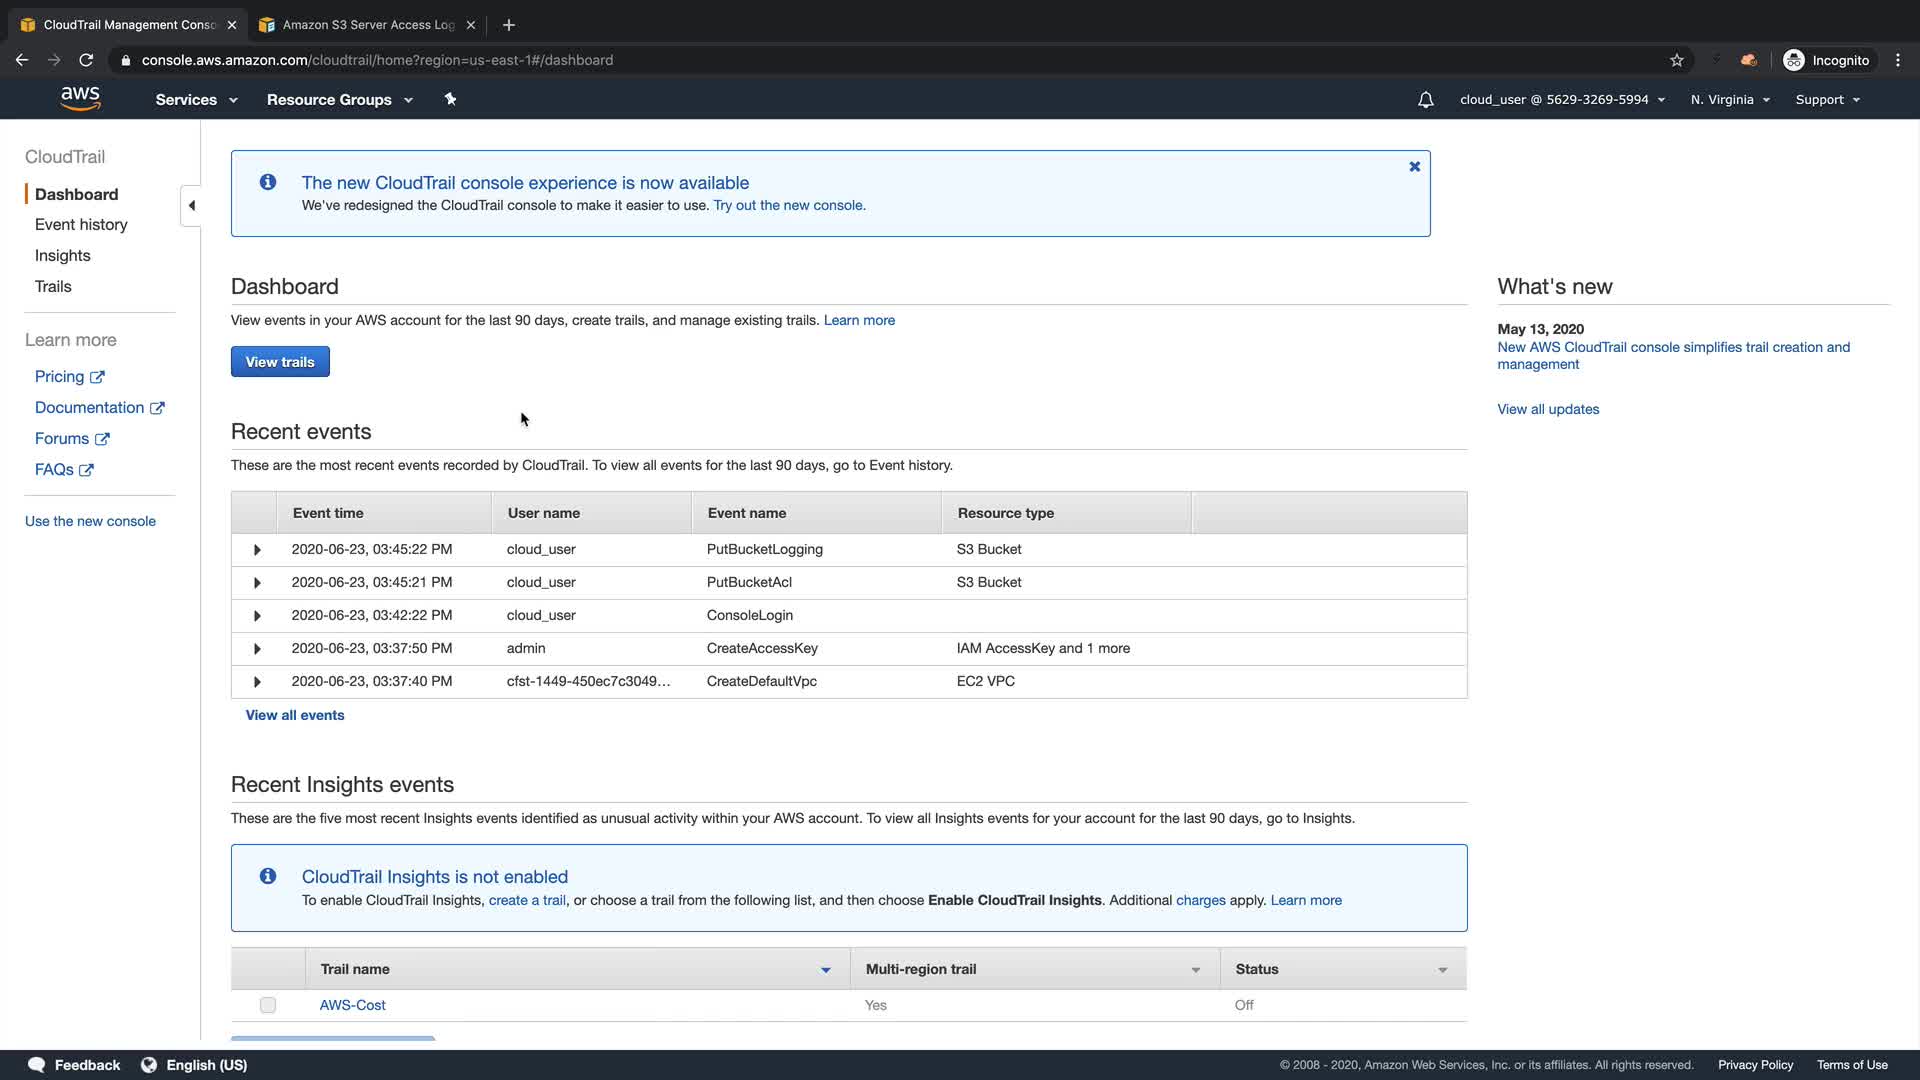 CloudTrail Management Conso
Amazon S3 Server Access Log
console.aws.amazon.com/cloudtrail/home?region=us-east-1#/dashboard
Incognito
aws
Services
Resource Groups
cloud_user @ 5629-3269-5994
N. Virginia
Support
CloudTrail
Dashboard
Event history
Insights
Trails
Learn more
Pricing
Documentation
Forums
FAQs
Use the new console
The new CloudTrail console experience is now available
We've redesigned the CloudTrail console to make it easier to use. Try out the new console.
Dashboard
View events in your AWS account for the last 90 days, create trails, and manage existing trails. Learn more
View trails
Recent events
These are the most recent events recorded by CloudTrail. To view all events for the last 90 days, go to Event history.
Event time User name Event name Resource type
2020-06-23, 03:45:22 PM cloud_user PutBucketLogging S3 Bucket
2020-06-23, 03:45:21 PM cloud_user PutBucketAcl S3 Bucket
2020-06-23, 03:42:22 PM cloud_user ConsoleLogin
2020-06-23, 03:37:50 PM admin CreateAccessKey IAM AccessKey and 1 more
2020-06-23, 03:37:40 PM cfst-1449-450ec7c3049... CreateDefaultVpc EC2 VPC
View all events
Recent Insights events
These are the five most recent Insights events identified as unusual activity within your AWS account. To view all Insights events for your account for the last 90 days, go to Insights.
CloudTrail Insights is not enabled
To enable CloudTrail Insights, create a trail, or choose a trail from the following list, and then choose Enable CloudTrail Insights. Additional charges apply. Learn more
Trail name Multi-region trail Status
AWS-Cost Yes Off
What's new
May 13, 2020
New AWS CloudTrail console simplifies trail creation and
management
View all updates
Feedback
English (US)
© 2008 - 2020, Amazon Web Services, Inc. or its affiliates. All rights reserved.
Privacy Policy
Terms of Use